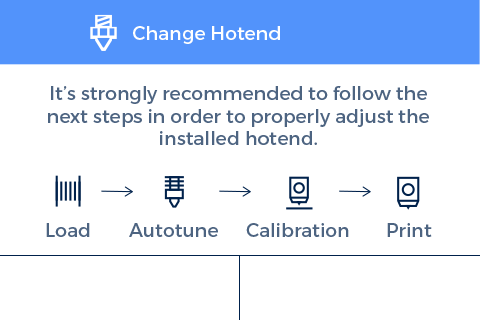 Change Hotend
It's strongly recommended to follow the
next steps in order to properly adjust the
installed hotend.
Load Autotune Calibration Print